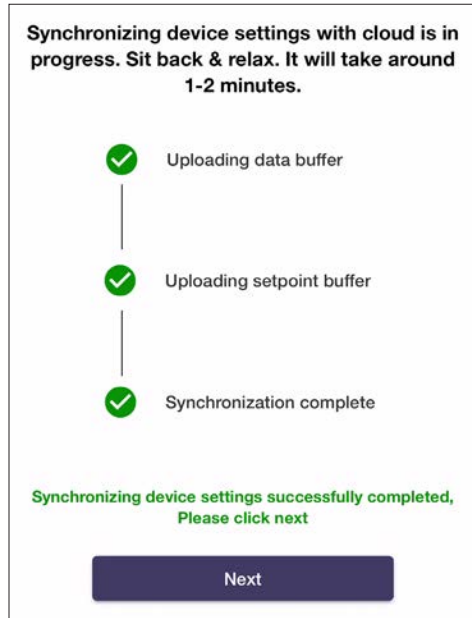 Synchronizing device settings with cloud is in
progress. Sit back & relax. It will take around
1-2 minutes.
Uploading data buffer
Uploading setpoint buffer
Synchronization complete
Synchronizing device settings successfully completed,
Please click next
Next